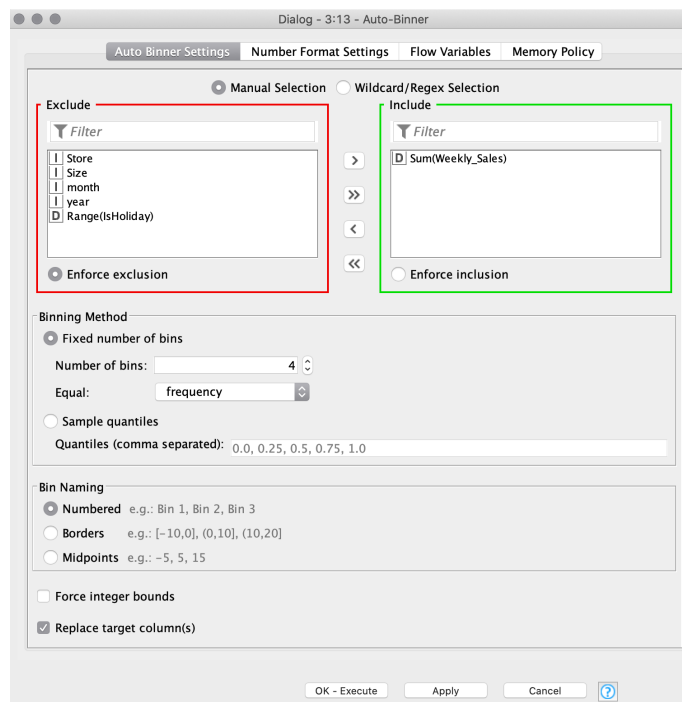 Dialog - 3:13 - Auto-Binner
Auto Binner Settings Number Format Settings Flow Variables Memory Policy
Manual Selection Wildcard/Regex Selection
Exclude Include
Filter Filter
I Store D Sum(Weekly_Sales)
I Size
I month
I year
D Range(IsHoliday)
>
>>
<
<<
Enforce exclusion Enforce inclusion
Binning Method
Fixed number of bins
Number of bins: 4
Equal: frequency
Sample quantiles
Quantiles (comma separated): 0.0, 0.25, 0.5, 0.75, 1.0
Bin Naming
Numbered e.g.: Bin 1, Bin 2, Bin 3
Borders e.g.: [-10,0], (0,10], (10,20]
Midpoints e.g.: -5, 5, 15
Force integer bounds
Replace target column(s)
OK - Execute Apply Cancel ?